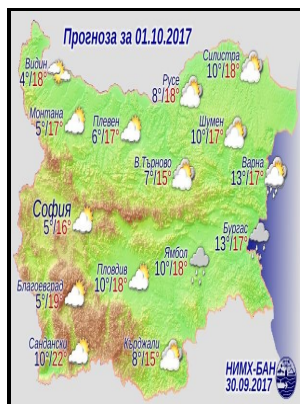 Прогноза за 01.10.2017
Силистра
10°/18°
Видин
4°/18°
Русе
8°/18°
Монтана
5°/17°
Плевен
6°/17°
Шумен
10°/17°
В.Търново
7°/15°
Варна
13°/17°
София
5°/16°
Бургас
13°/17°
Ямбол
10°/18°
Пловдив
10°/18°
Благоевград
5°/19°
Сандански
10°/22°
Кърджали
8°/15°
НИМХ-БАН
30.09.2017